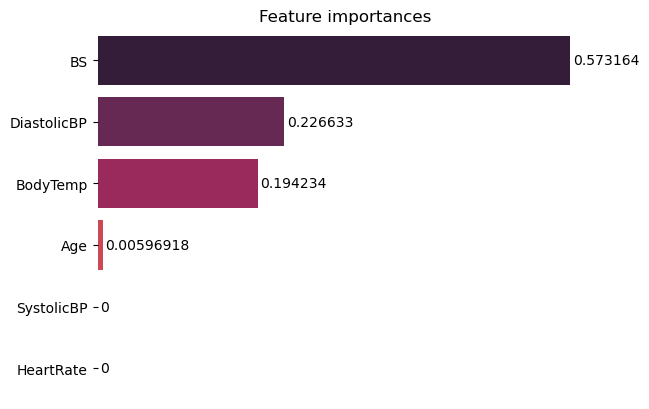 Feature importances
BS 0.573164
DiastolicBP 0.226633
BodyTemp 0.194234
Age 0.00596918
SystolicBP 0
HeartRate 0